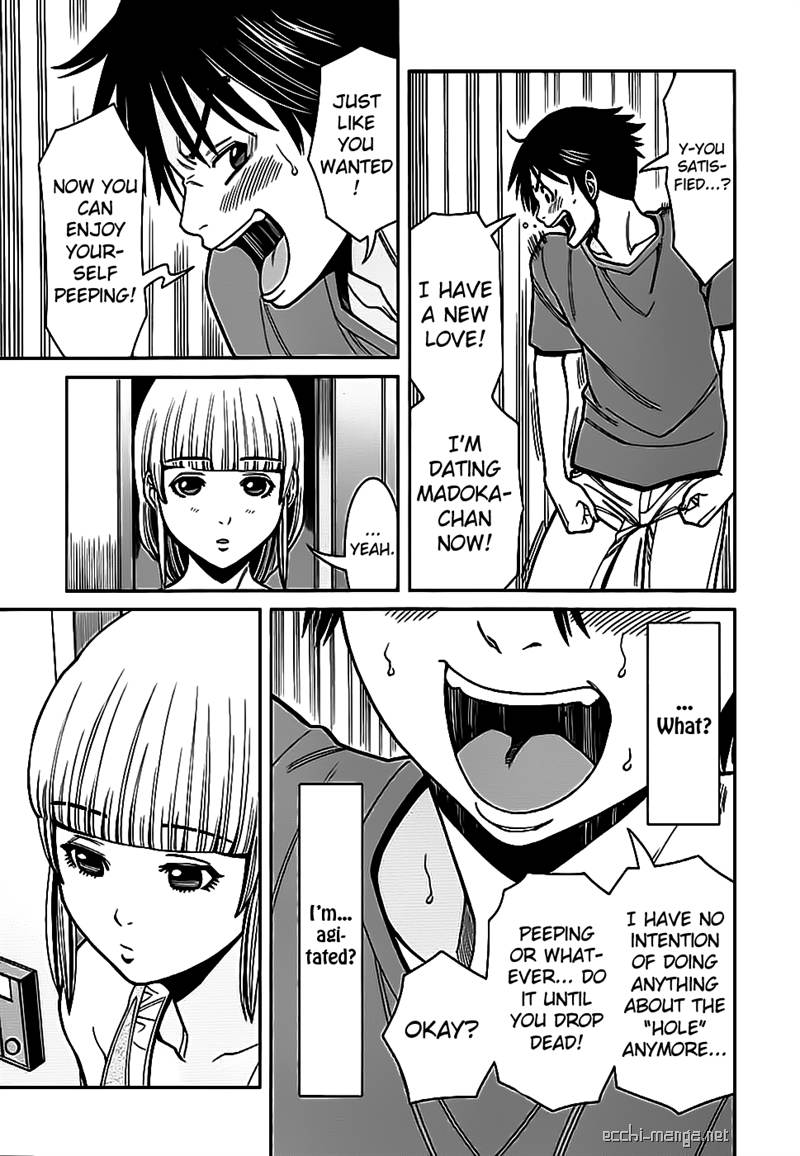 Y-YOU
SATIS-
FIED...?
I HAVE
A NEW
LOVE!
I'M
DATING
MADOKA-
CHAN
NOW!
JUST
LIKE
YOU
WANTED
!
NOW YOU
CAN
ENJOY
YOUR-
SELF
PEEPING!
...
YEAH.
...
What?
I HAVE NO
INTENTION
OF DOING
ANYTHING
ABOUT THE
"HOLE"
ANYMORE...
PEEPING
OR WHAT-
EVER... DO
IT UNTIL
YOU DROP
DEAD!
OKAY?
I'm...
agi-
tated?
ecchi-manga.net